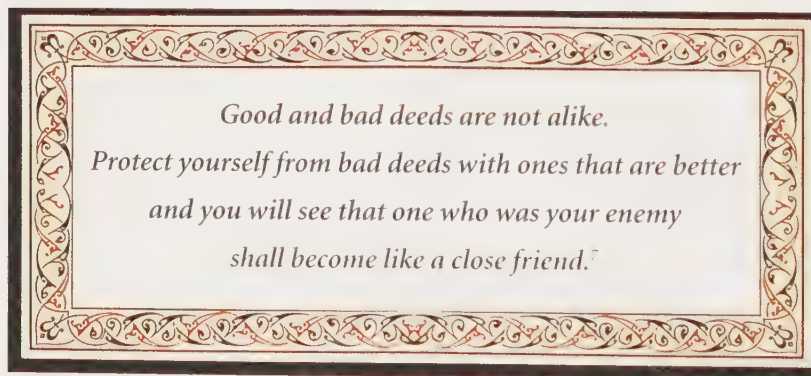 Good and bad deeds are not alike.
Protect yourself from bad deeds with ones that are better
and you will see that one who was your enemy
shall become like a close friend.